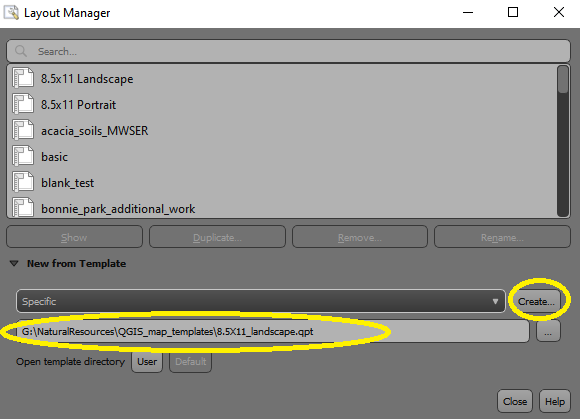 Layout Manager
Search...
8.5x11 Landscape
8.5x11 Portrait
acacia_soils_MWSER
basic
blank_test
bonnie_park_additional_work
Show Duplicate... Remove... Rename...
New from Template
Specific Create...
G:\NaturalResources\QGIS_map_templates\8.5X11_landscape.qpt ...
Open template directory User Default
Close Help